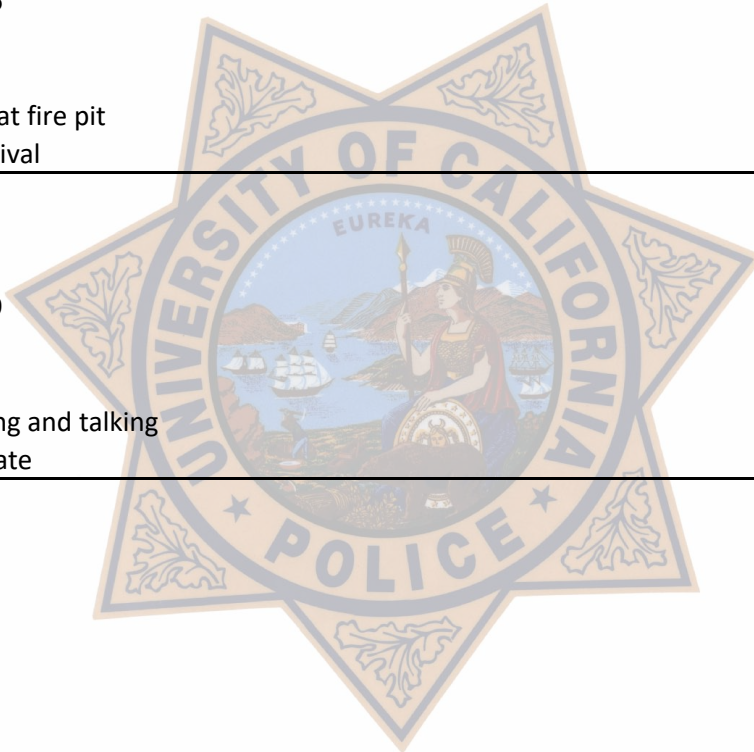 at fire pit
ival
ng and talking
ate
UNIVERSITY OF CALIFORNIA
EUREKA
POLICE